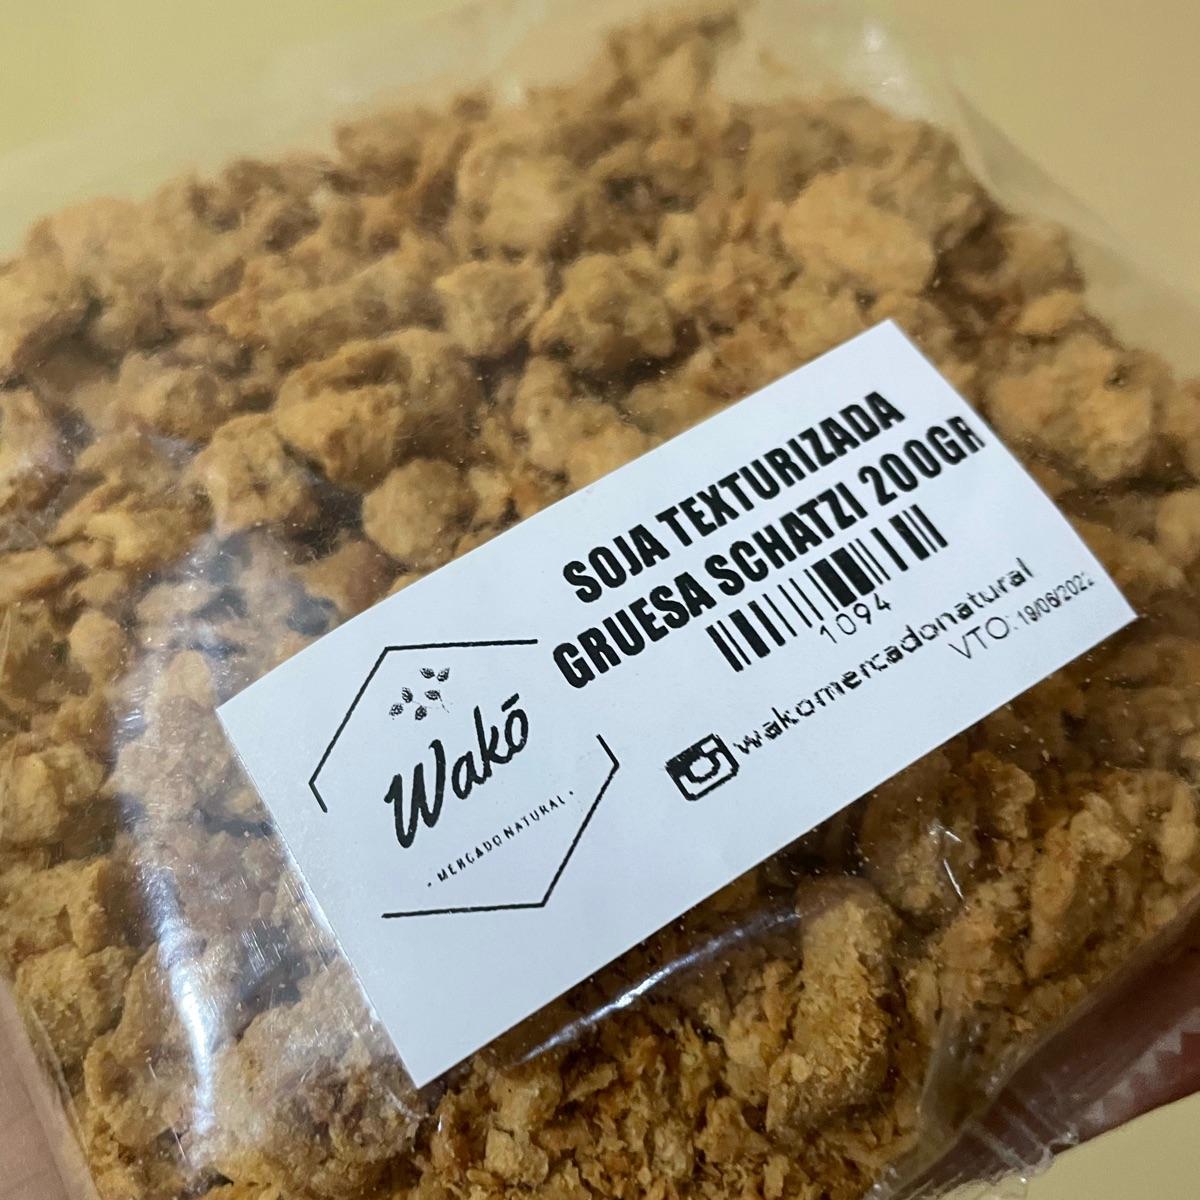 SOJA TEXTURIZADA
GRUESA SCHATZI 200GR
1094
wakomercadonatural
VTO: 19/06/2022
Wakō
• MERCADO NATURAL •